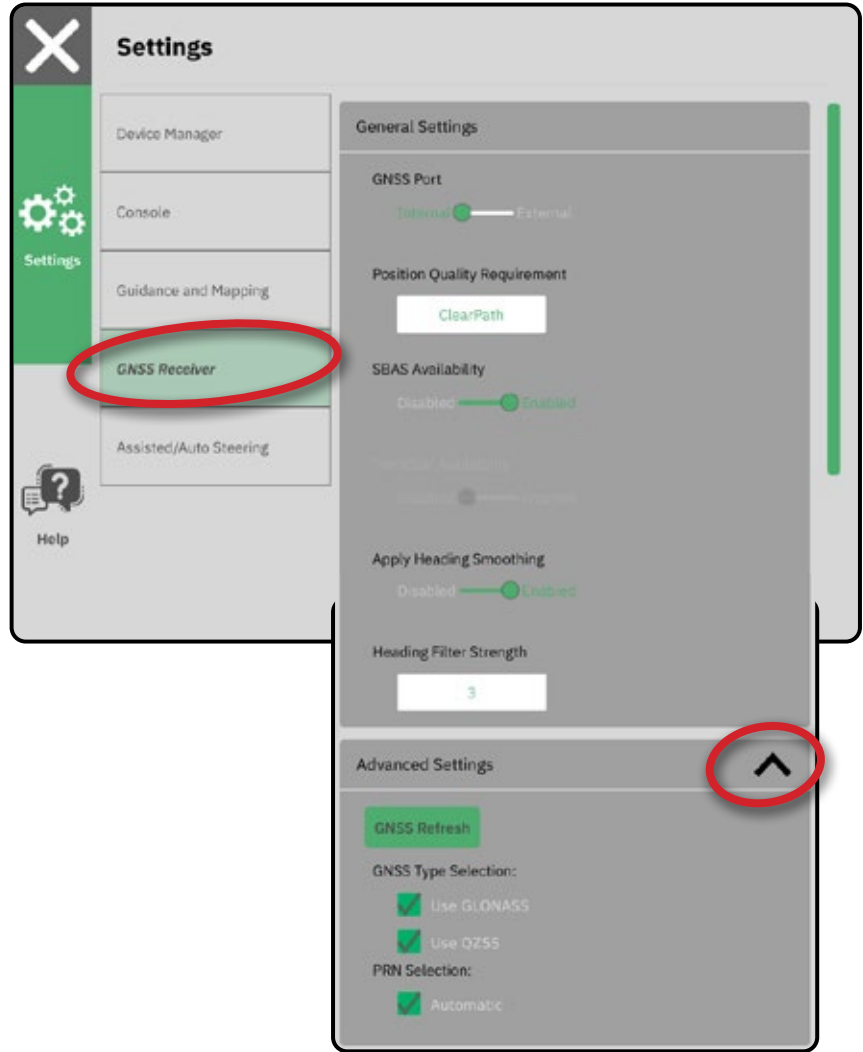 Settings
Settings
Help
Device Manager
Console
Guidance and Mapping
GNSS Receiver
Assisted/Auto Steering
General Settings
GNSS Port
Internal External
Position Quality Requirement
ClearPath
SBAS Availability
Disabled Enabled
Apply Heading Smoothing
Disabled Enabled
Heading Filter Strength
3
Advanced Settings
GNSS Refresh
GNSS Type Selection:
Use GLONASS
Use QZSS
PRN Selection:
Automatic